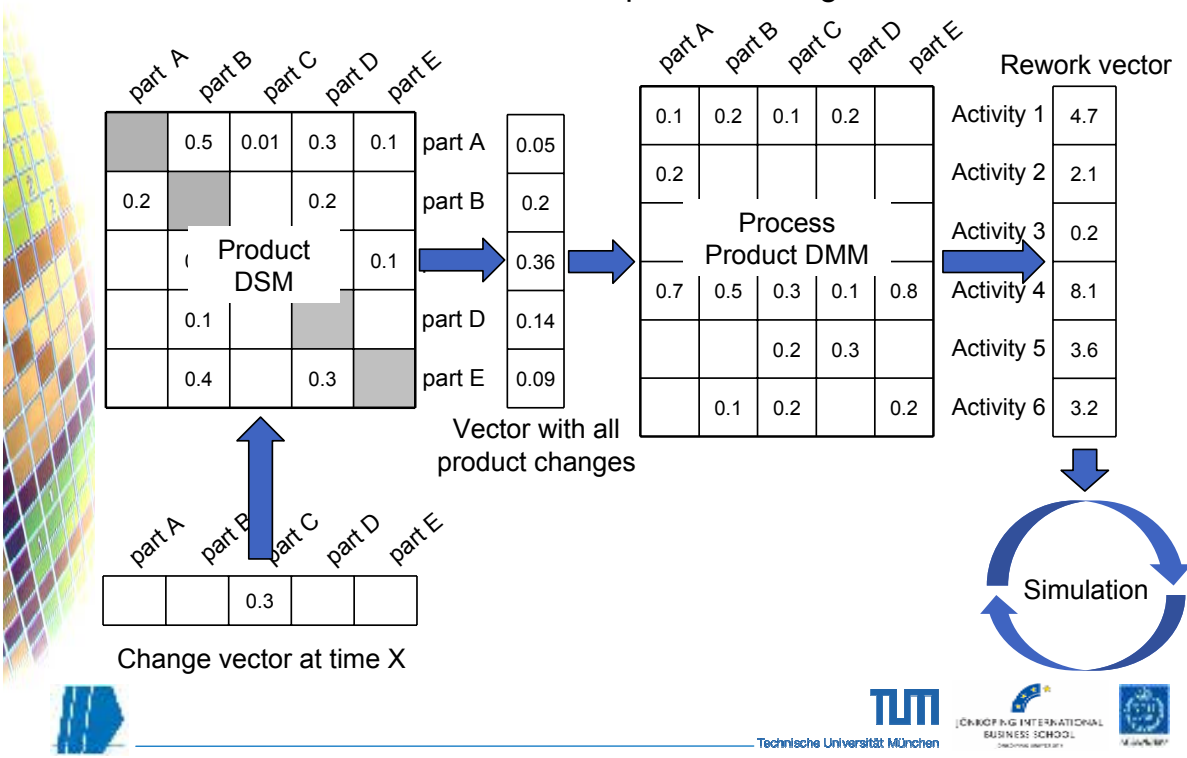 part A part B part C part D part E
part A part B part C part D part E
Rework vector
0.5 0.01 0.3 0.1 part A 0.05
0.1 0.2 0.1 0.2 Activity 1 4.7
0.2 0.2 part B 0.2
0.2 Activity 2 2.1
Product
DSM
0.1 0.36
Process
Product DMM
Activity 3 0.2
0.1 part D 0.14
0.7 0.5 0.3 0.1 0.8 Activity 4 8.1
0.2 0.3 Activity 5 3.6
0.4 0.3 part E 0.09
0.1 0.2 0.2 Activity 6 3.2
Vector with all
product changes
part A part B part C part D part E
0.3
Change vector at time X
Simulation
TUM
Technische Universität München
JÖNKÖPING INTERNATIONAL
BUSINESS SCHOOL